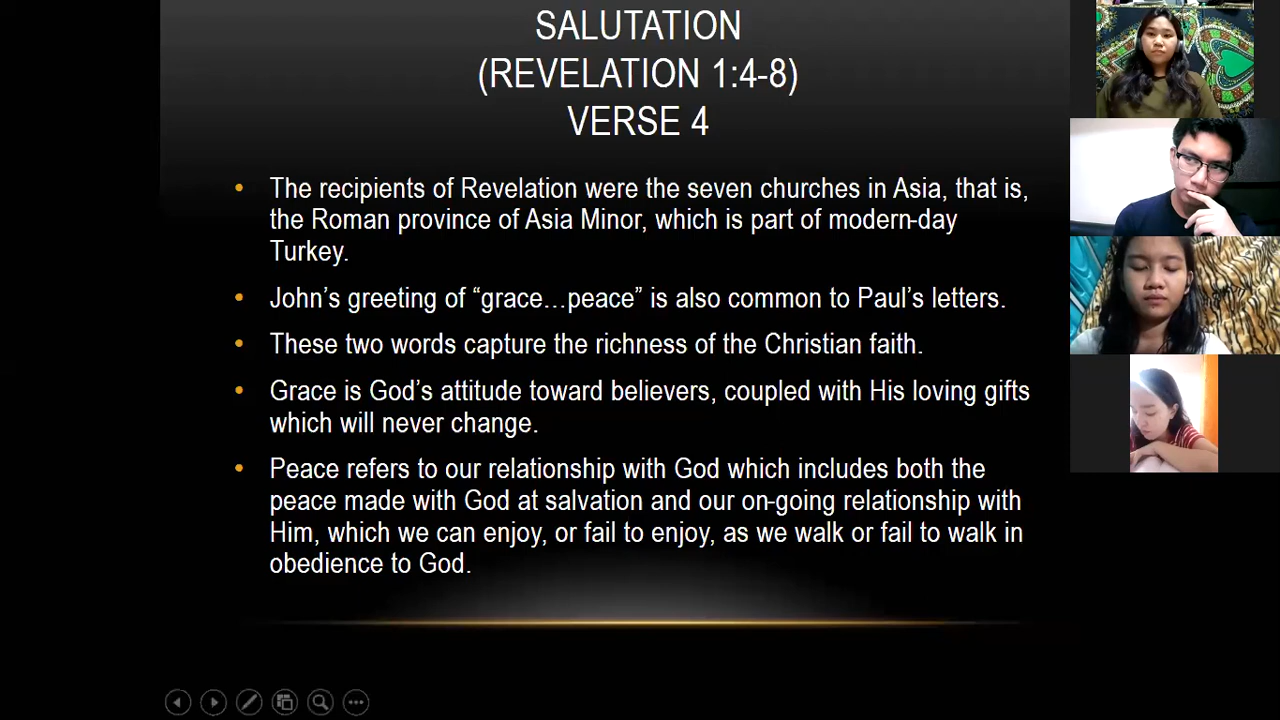 SALUTATION
(REVELATION 1:4-8)
VERSE 4
• The recipients of Revelation were the seven churches in Asia, that is,
the Roman province of Asia Minor, which is part of modern-day
Turkey.
• John’s greeting of “grace…peace” is also common to Paul’s letters.
• These two words capture the richness of the Christian faith.
• Grace is God’s attitude toward believers, coupled with His loving gifts
which will never change.
• Peace refers to our relationship with God which includes both the
peace made with God at salvation and our on-going relationship with
Him, which we can enjoy, or fail to enjoy, as we walk or fail to walk in
obedience to God.